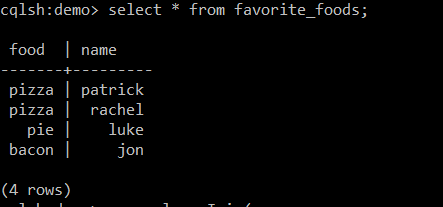 cqlsh:demo> select * from favorite_foods;
food | name
-------+---------
pizza | patrick
pizza | rachel
pie | luke
bacon | jon
(4 rows)